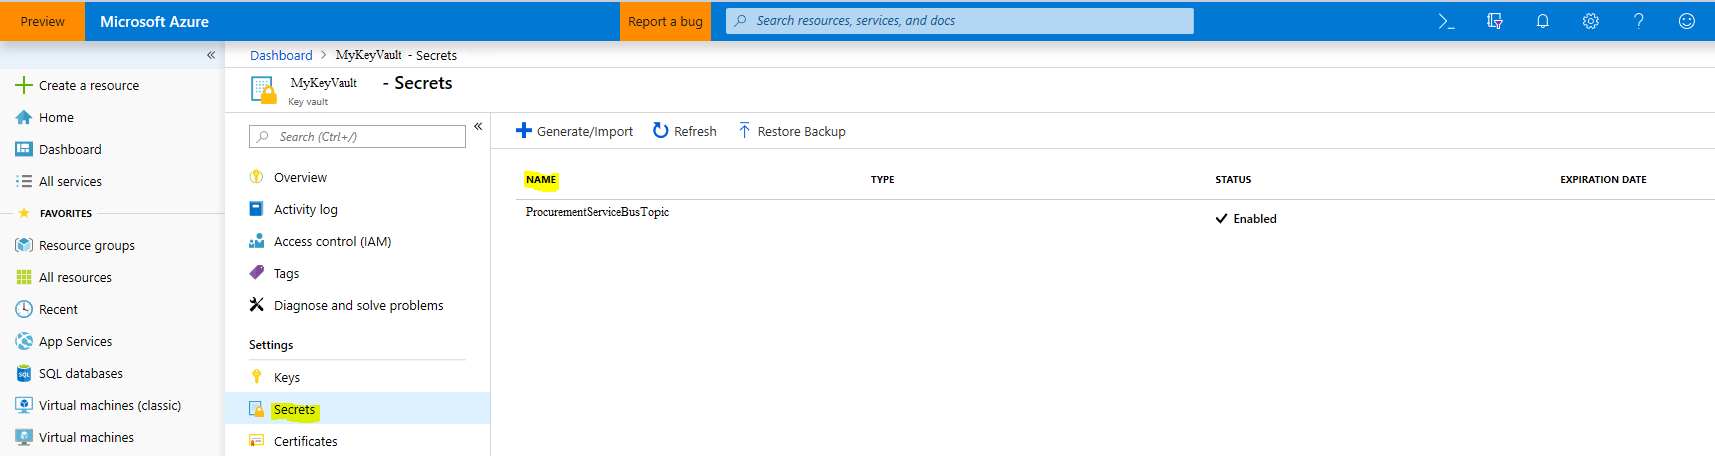 Preview
Microsoft Azure
Report a bug
Search resources, services, and docs
Create a resource
Home
Dashboard
All services
FAVORITES
Resource groups
All resources
Recent
App Services
SQL databases
Virtual machines (classic)
Virtual machines
Dashboard > MyKeyVault - Secrets
MyKeyVault - Secrets
Key vault
Search (Ctrl+/)
Overview
Activity log
Access control (IAM)
Tags
Diagnose and solve problems
Settings
Keys
Secrets
Certificates
Generate/Import Refresh Restore Backup
NAME TYPE STATUS EXPIRATION DATE
ProcurementServiceBusTopic Enabled